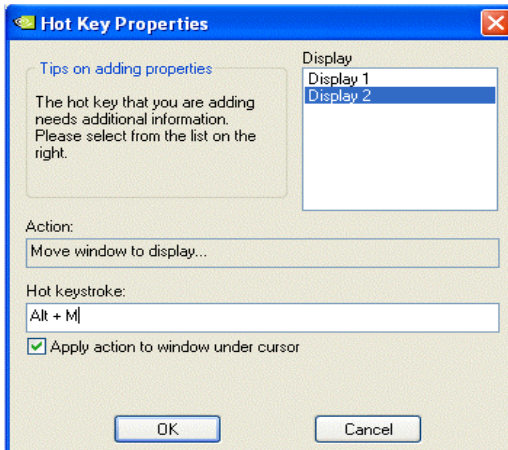 Hot Key Properties
Tips on adding properties
The hot key that you are adding
needs additional information.
Please select from the list on the
right.
Display
Display 1
Display 2
Action:
Move window to display...
Hot keystroke:
Alt + M
Apply action to window under cursor
OK
Cancel